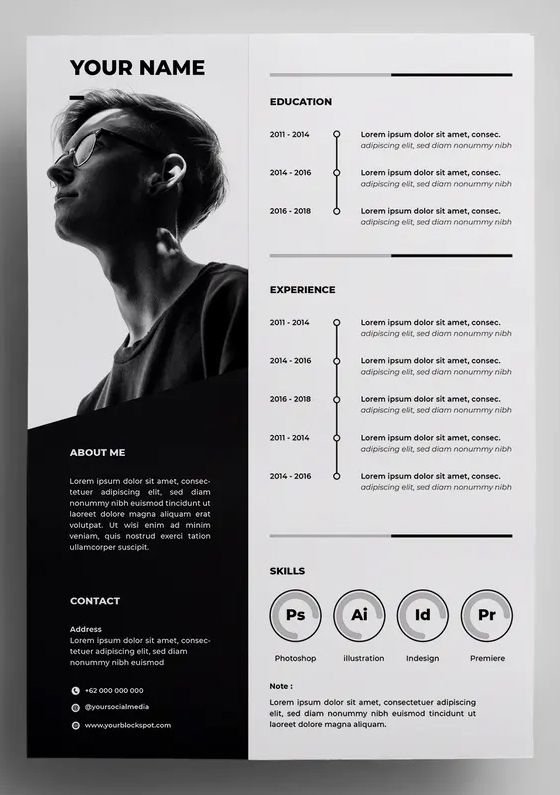 YOUR NAME
ABOUT ME
Lorem ipsum dolor sit amet, consec-
tetuer adipiscing elit, sed diam
nonummy nibh euismod tincidunt ut
laoreet dolore magna aliquam erat
volutpat. Ut wisi enim ad minim
veniam, quis nostrud exerci tation
ullamcorper suscipit.
CONTACT
Address
Lorem ipsum dolor sit amet, consec-
tetuer adipiscing elit, sed diam
nonummy nibh euismod
+62 000 000 000
@yoursocialmedia
www.yourblockspot.com
EDUCATION
2011 - 2014
Lorem ipsum dolor sit amet, consec.
adipiscing elit, sed diam nonummy nibh
2014 - 2016
Lorem ipsum dolor sit amet, consec.
adipiscing elit, sed diam nonummy nibh
2016 - 2018
Lorem ipsum dolor sit amet, consec.
adipiscing elit, sed diam nonummy nibh
EXPERIENCE
2011 - 2014
Lorem ipsum dolor sit amet, consec.
adipiscing elit, sed diam nonummy nibh
2014 - 2016
Lorem ipsum dolor sit amet, consec.
adipiscing elit, sed diam nonummy nibh
2016 - 2018
Lorem ipsum dolor sit amet, consec.
adipiscing elit, sed diam nonummy nibh
2011 - 2014
Lorem ipsum dolor sit amet, consec.
adipiscing elit, sed diam nonummy nibh
2014 - 2016
Lorem ipsum dolor sit amet, consec.
adipiscing elit, sed diam nonummy nibh
SKILLS
Ps Ai Id Pr
Photoshop illustration Indesign Premiere
Note :
Lorem ipsum dolor sit amet, consectetuer adipiscing
elit, sed diam nonummy nibh euismod tincidunt ut
laoreet dolore magna aliquam.